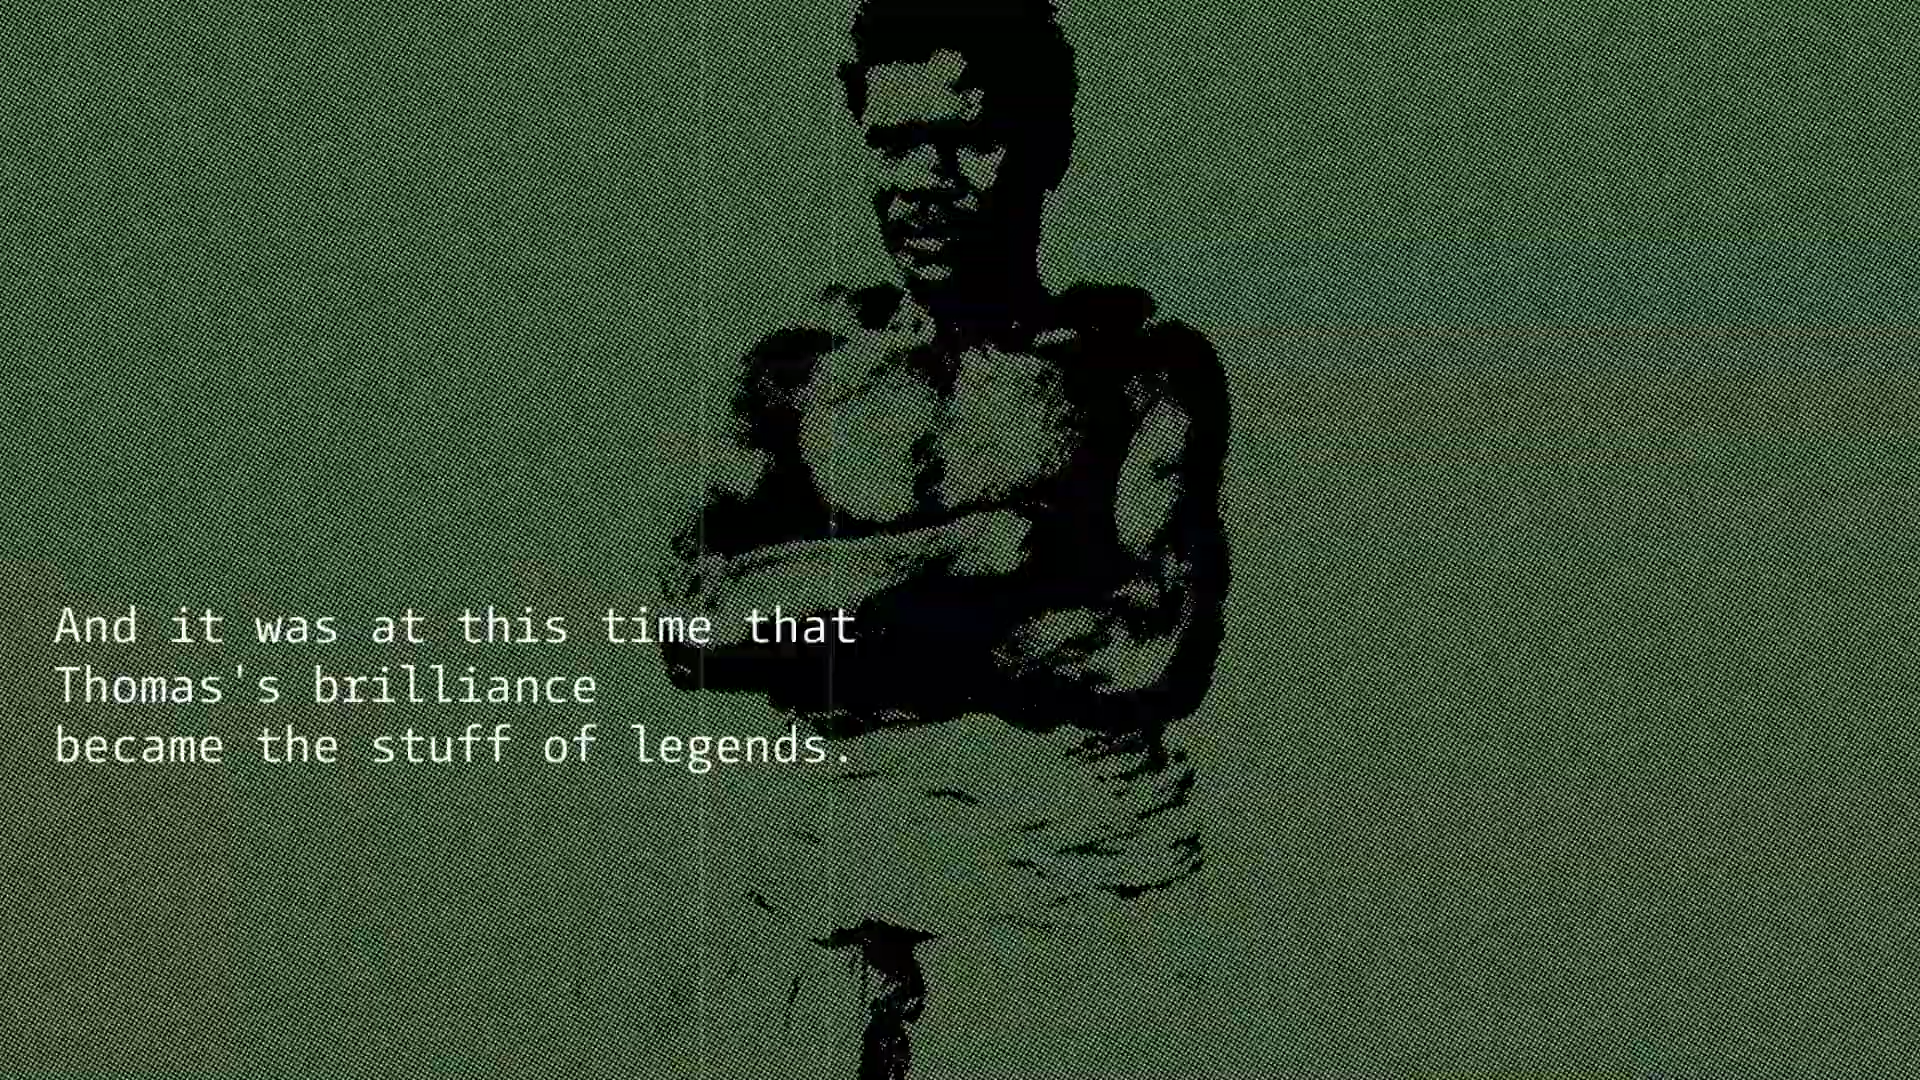 And it was at this time that
Thomas's brilliance
became the stuff of legends.